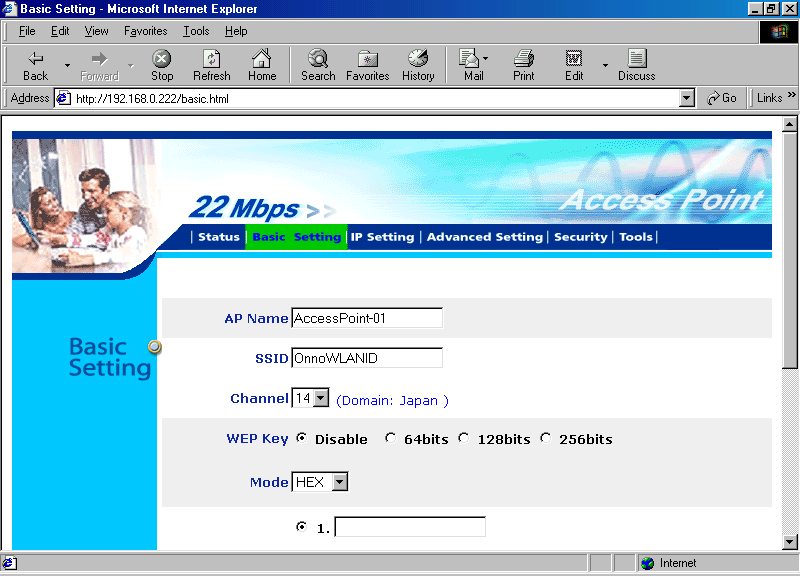 Basic Setting - Microsoft Internet Explorer
File Edit View Favorites Tools Help
Back Forward Stop Refresh Home Search Favorites History Mail Print Edit Discuss
Address http://192.168.0.222/basic.html Go Links »
22 Mbps >> Access Point
| Status | Basic Setting | IP Setting | Advanced Setting | Security | Tools |
Basic
Setting
AP Name AccessPoint-01
SSID OnnoWLANID
Channel 14 (Domain: Japan )
WEP Key Disable 64bits 128bits 256bits
Mode HEX
1.
Internet